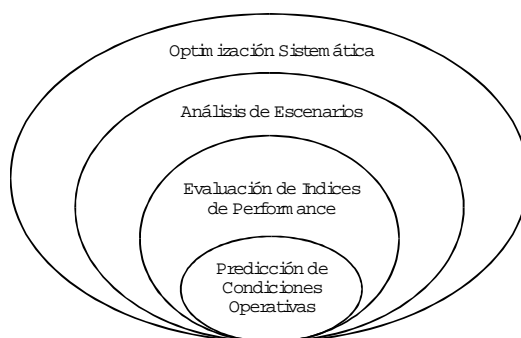 Optimización Sistemática
Análisis de Escenarios
Evaluación de Indices
de Performance
Predicción de
Condiciones
Operativas